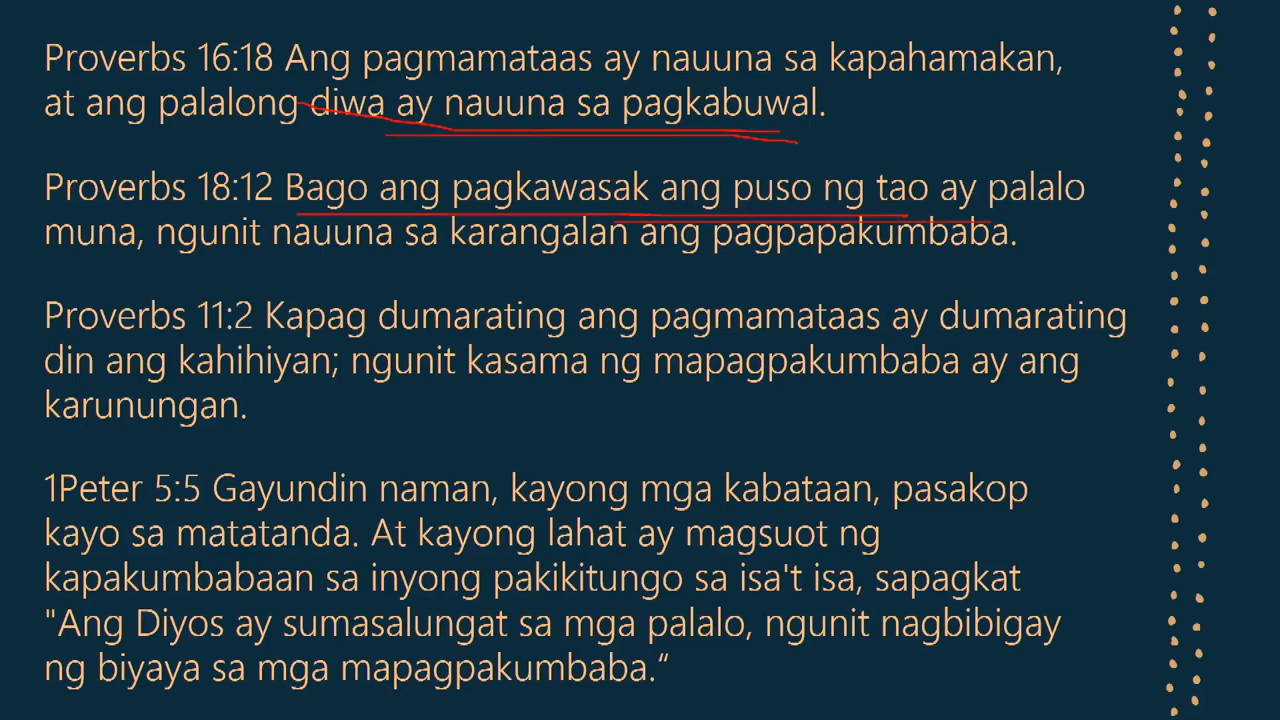 Proverbs 16:18 Ang pagmamataas ay nauuna sa kapahamakan,
at ang palalong diwa ay nauuna sa pagkabuwal.
Proverbs 18:12 Bago ang pagkawasak ang puso ng tao ay palalo
muna, ngunit nauuna sa karangalan ang pagpapakumbaba.
Proverbs 11:2 Kapag dumarating ang pagmamataas ay dumarating
din ang kahihiyan; ngunit kasama ng mapagpakumbaba ay ang
karunungan.
1Peter 5:5 Gayundin naman, kayong mga kabataan, pasakop
kayo sa matatanda. At kayong lahat ay magsuot ng
kapakumbabaan sa inyong pakikitungo sa isa't isa, sapagkat
"Ang Diyos ay sumasalungat sa mga palalo, ngunit nagbibigay
ng biyaya sa mga mapagpakumbaba.“